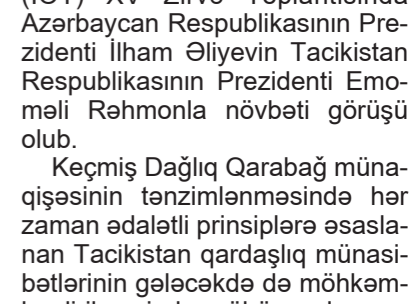 (İƏT) XV Zirvə Toplantısında
Azərbaycan Respublikasının Pre-
zidenti İlham Əliyevin Tacikistan
Respublikasının Prezidenti Emo-
məli Rəhmonla növbəti görüşü
olub.
Keçmiş Dağlıq Qarabağ müna-
qişəsinin tənzimlənməsində hər
zaman ədalətli prinsiplərə əsasla-
nan Tacikistan qardaşlıq münasi-
bətlərinin gələcəkdə də möhkəm-